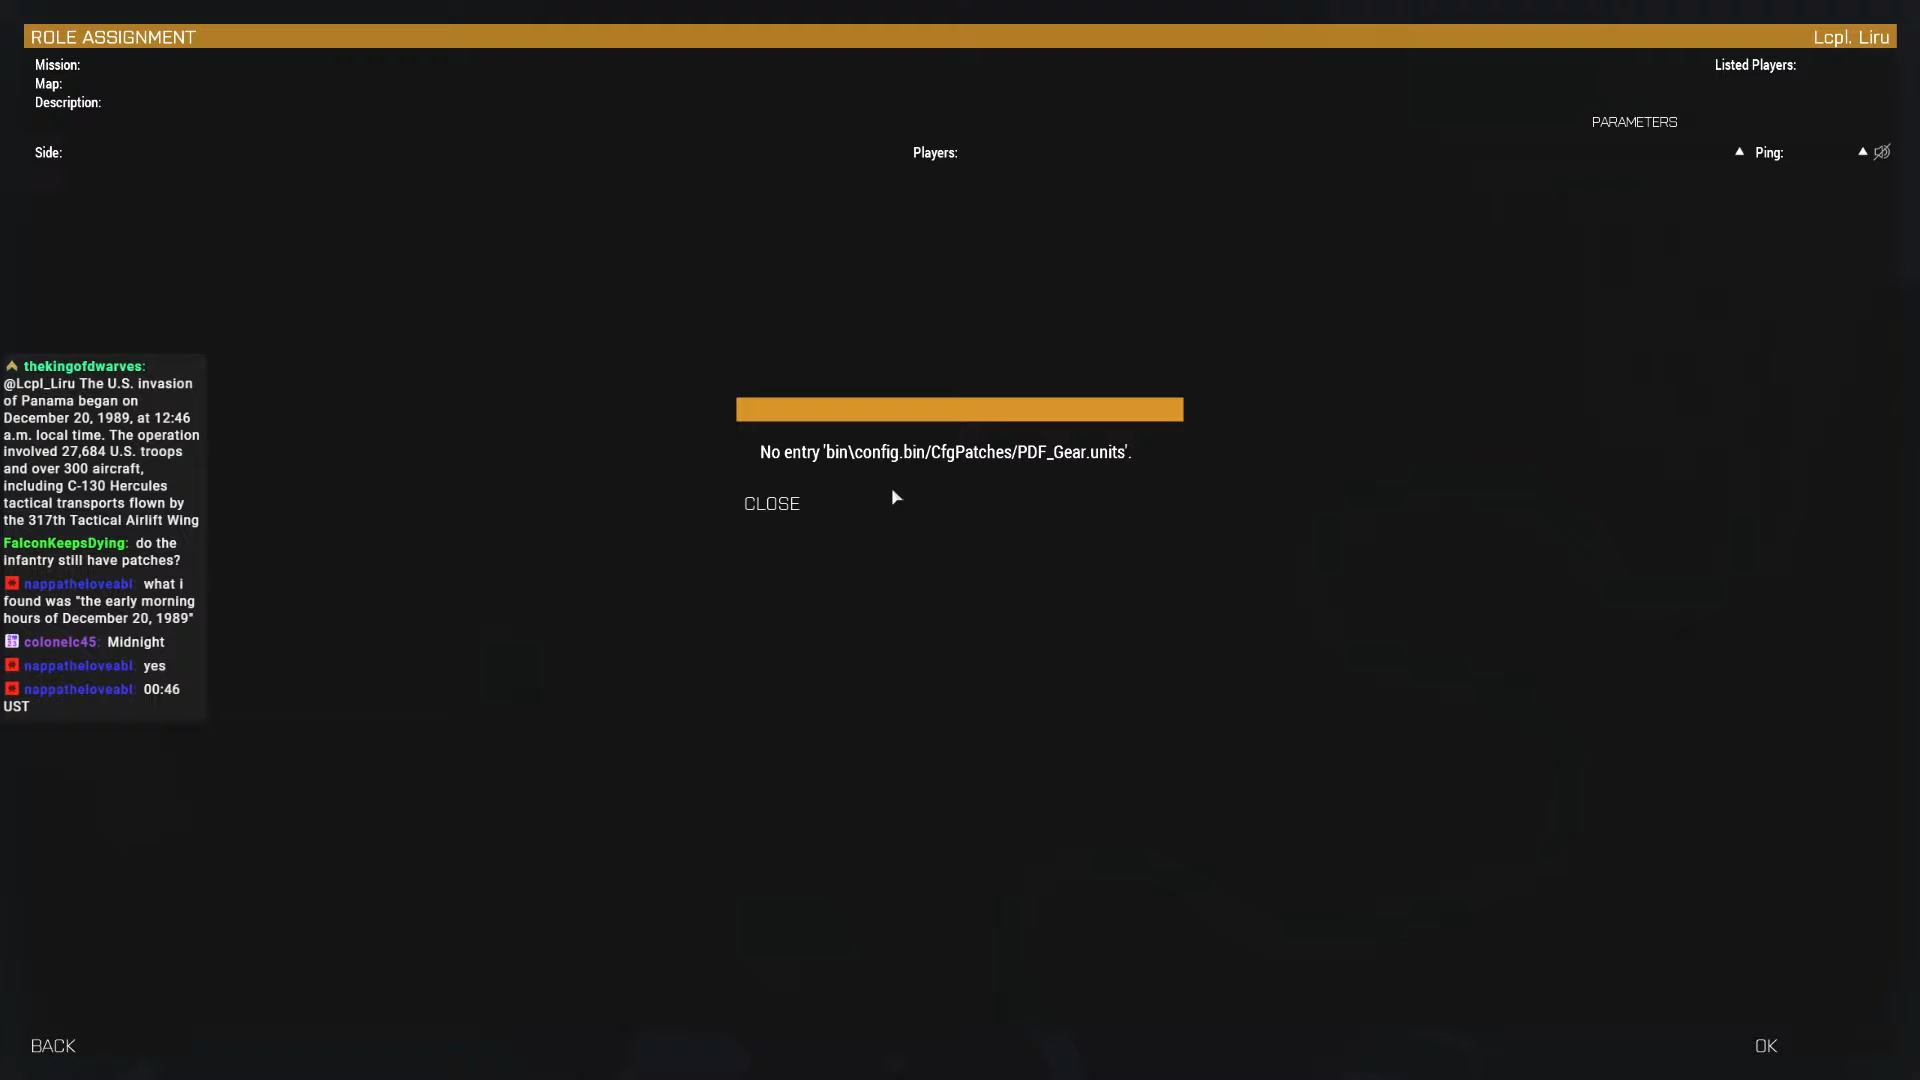 ROLE ASSIGNMENT
Lcpl. Liru
Mission:
Listed Players:
Map:
Description:
PARAMETERS
Side:
Players:
Ping:
No entry 'bin\config.bin/CfgPatches/PDF_Gear.units'.
CLOSE
thekingofdwarves:
@Lcpl_Liru The U.S. invasion
of Panama began on
December 20, 1989, at 12:46
a.m. local time. The operation
involved 27,684 U.S. troops
and over 300 aircraft,
including C-130 Hercules
tactical transports flown by
the 317th Tactical Airlift Wing
FalconKeepsDying: do the
infantry still have patches?
nappatheloveabl: what i
found was "the early morning
hours of December 20, 1989"
colonelc45: Midnight
nappatheloveabl: yes
nappatheloveabl: 00:46
UST
BACK
OK